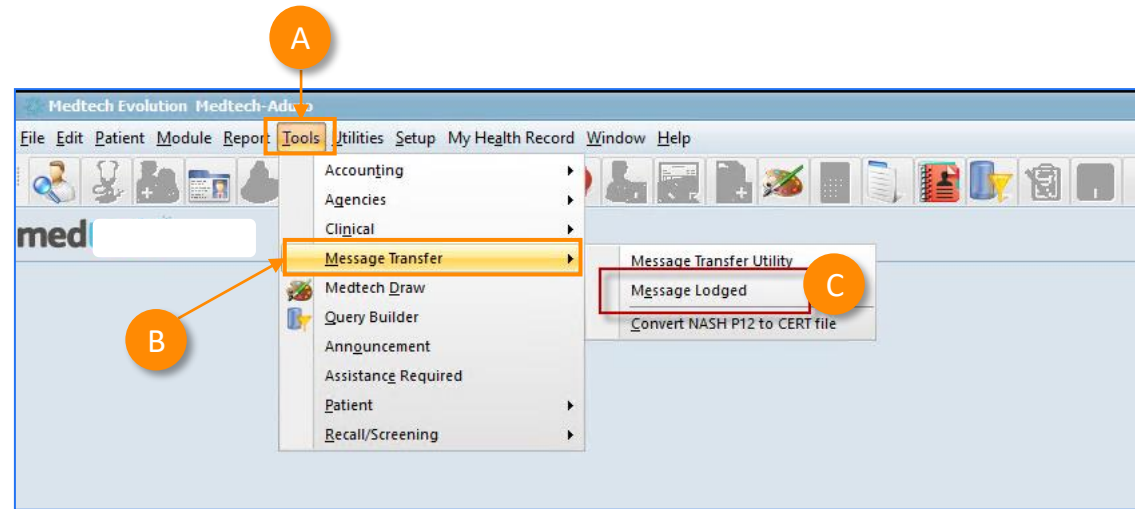 A
Medtech Evolution Medtech-
File Edit Patient Module Report Tools Utilities Setup My Health Record Window Help
med
Accounting
Agencies
Clinical
Message Transfer
Medtech Draw
Query Builder
Announcement
Assistance Required
Patient
Recall/Screening
Message Transfer Utility
Message Lodged
Convert NASH P12 to CERT file
C
B